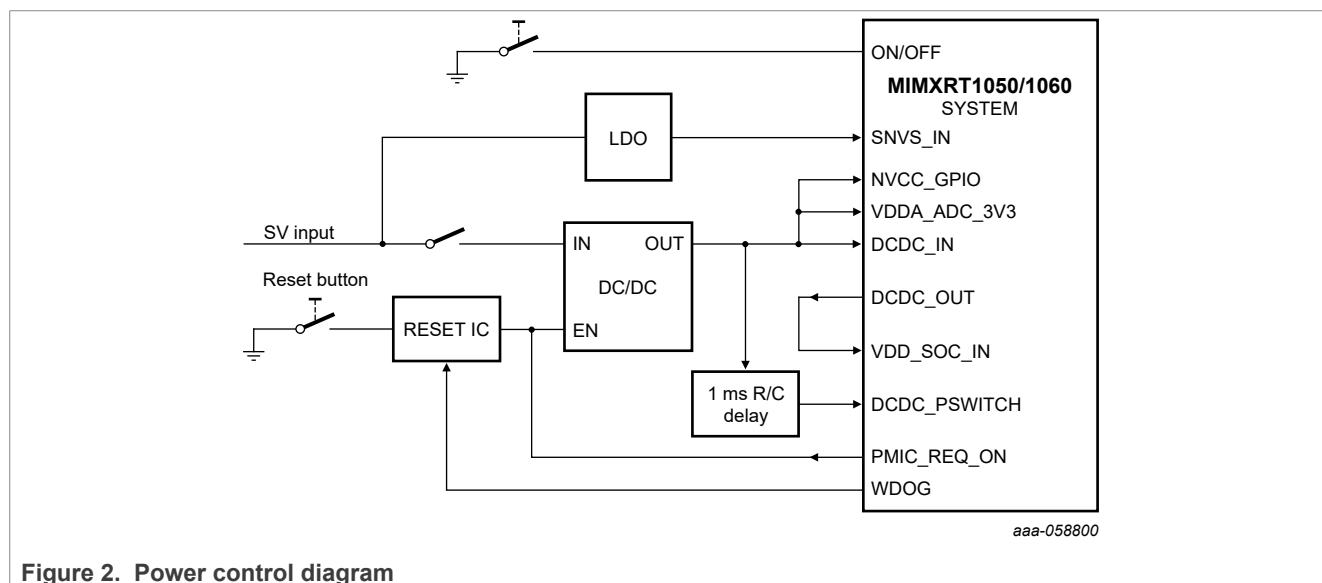 ON/OFF
MIMXRT1050/1060
SYSTEM
LDO
SNVS_IN
NVCC_GPIO
VDDA_ADC_3V3
SV input
IN
OUT
DCDC_IN
DC/DC
Reset button
DCDC_OUT
RESET IC
EN
VDD_SOC_IN
1 ms R/C
delay
DCDC_PSWITCH
PMIC_REQ_ON
WDOG
aaa-058800
Figure 2. Power control diagram